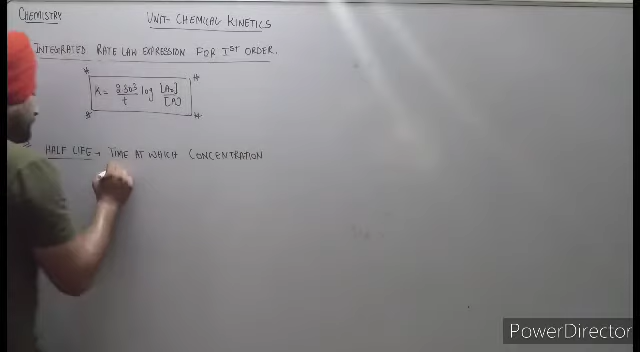 CHEMISTRY
UNIT- CHEMICAL KINETICS
INTEGRATED RATE LAW EXPRESSION FOR IST ORDER.
K = 2.303/t log [A₀]/[A]
HALF LIFE → TIME AT WHICH CONCENTRATION
PowerDirector